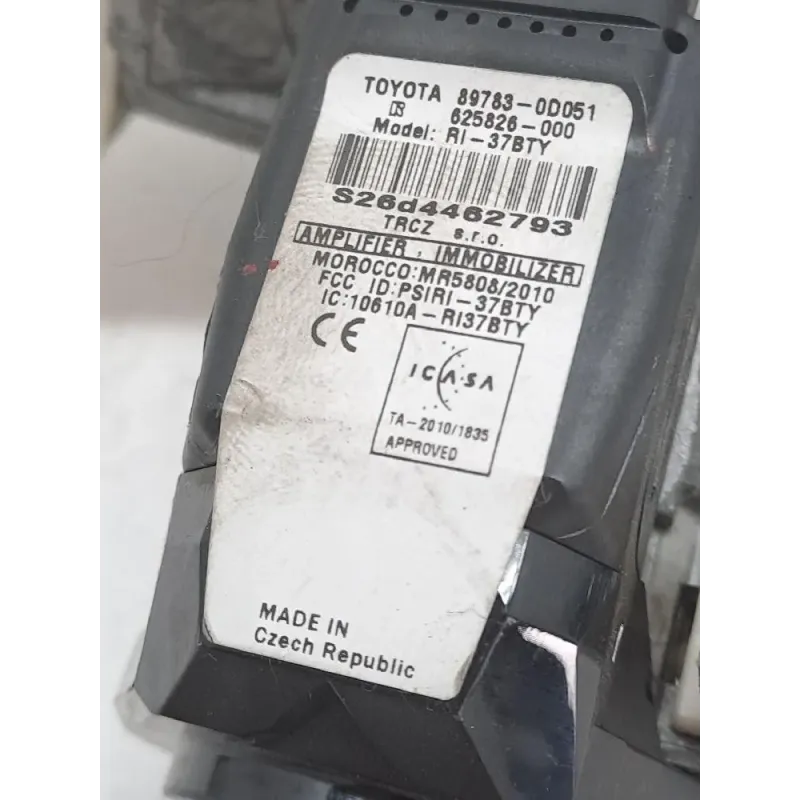 TOYOTA 89783-0D051
625826-000
Model: RI-37BTY
S26d4462793
TRCZ s.r.o.
AMPLIFIER, IMMOBILIZER
MOROCCO:MR5808/2010
FCC ID:PSIRI-37BTY
IC:10610A-RI37BTY
CE
ICASA
TA-2010/1835
APPROVED
MADE IN
Czech Republic